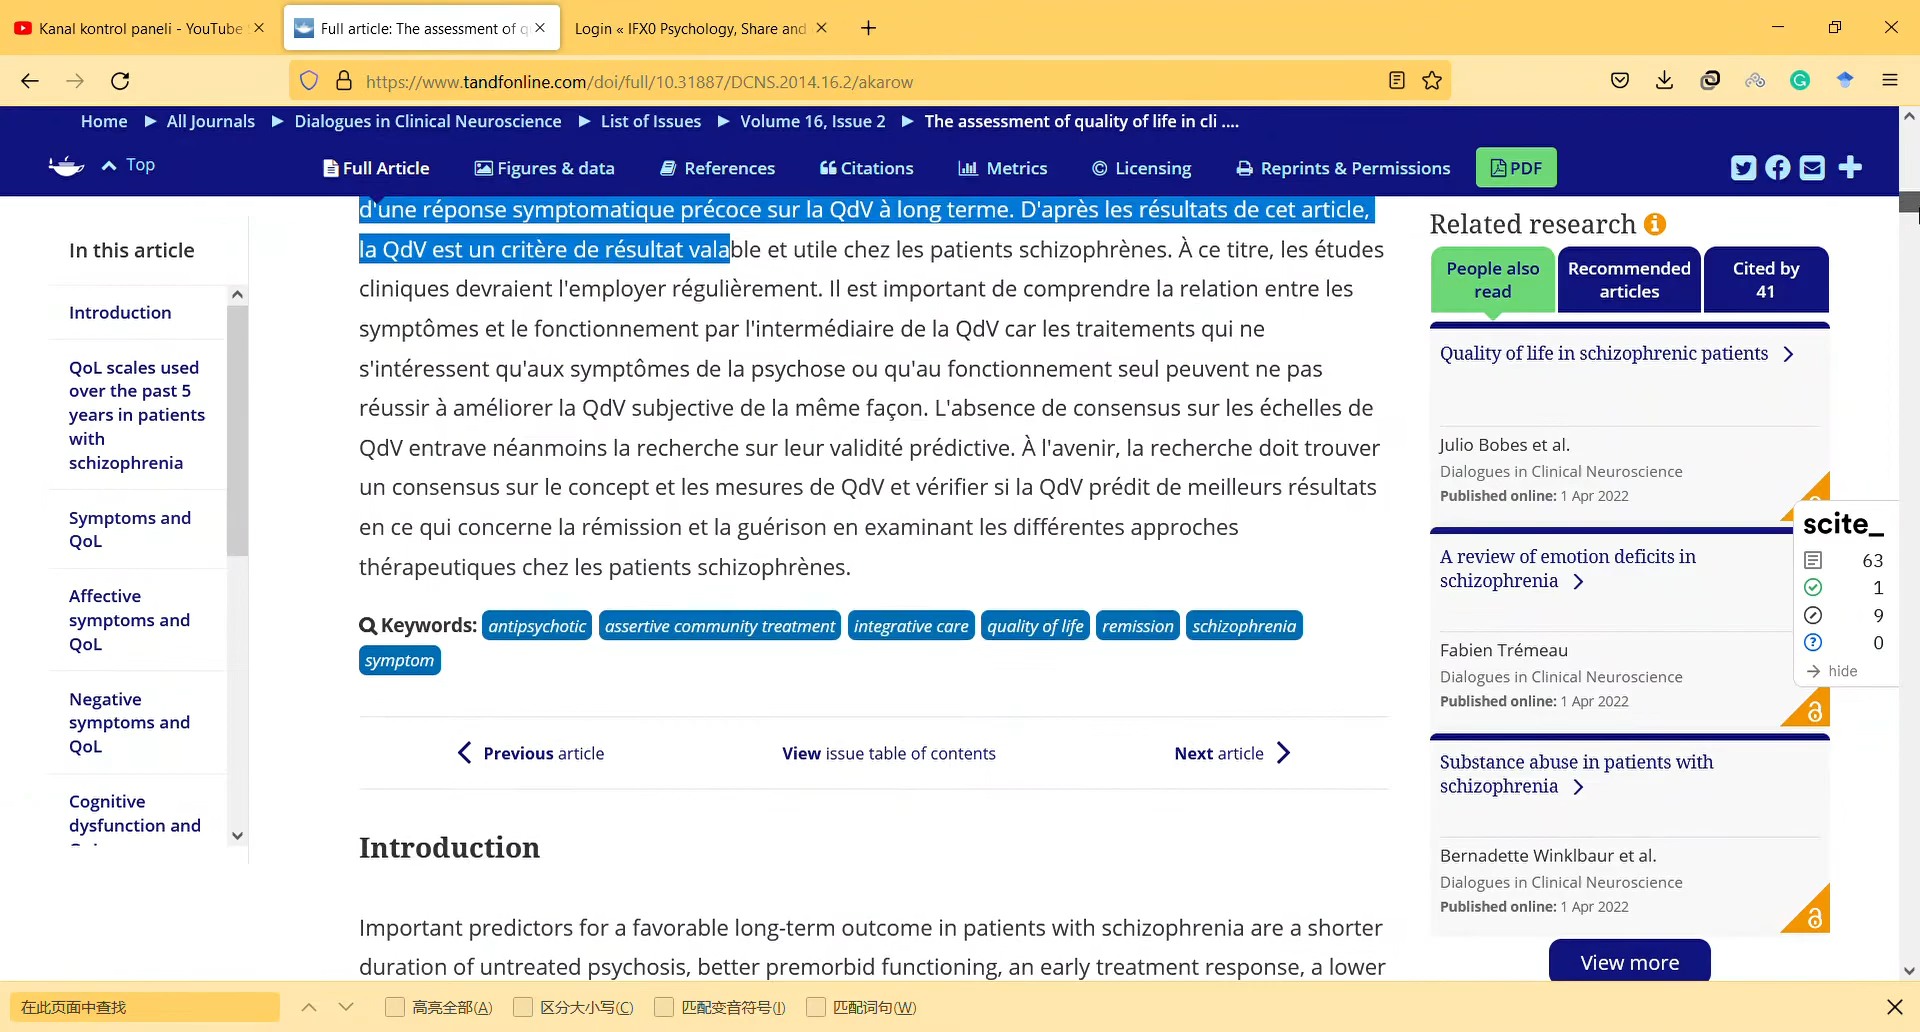 Kanal kontrol paneli - YouTube
Full article: The assessment of q
Login « IFX0 Psychology, Share and
https://www.tandfonline.com/doi/full/10.31887/DCNS.2014.16.2/akarow
Home All Journals Dialogues in Clinical Neuroscience List of Issues Volume 16, Issue 2 The assessment of quality of life in cli ....
Top
Full Article Figures & data References Citations Metrics Licensing Reprints & Permissions PDF
In this article
Introduction
QoL scales used
over the past 5
years in patients
with
schizophrenia
Symptoms and
QoL
Affective
symptoms and
QoL
Negative
symptoms and
QoL
Cognitive
dysfunction and
d'une réponse symptomatique précoce sur la QdV à long terme. D'après les résultats de cet article,
la QdV est un critère de résultat valable et utile chez les patients schizophrènes. À ce titre, les études
cliniques devraient l'employer régulièrement. Il est important de comprendre la relation entre les
symptômes et le fonctionnement par l'intermédiaire de la QdV car les traitements qui ne
s'intéressent qu'aux symptômes de la psychose ou qu'au fonctionnement seul peuvent ne pas
réussir à améliorer la QdV subjective de la même façon. L'absence de consensus sur les échelles de
QdV entrave néanmoins la recherche sur leur validité prédictive. À l'avenir, la recherche doit trouver
un consensus sur le concept et les mesures de QdV et vérifier si la QdV prédit de meilleurs résultats
en ce qui concerne la rémission et la guérison en examinant les différentes approches
thérapeutiques chez les patients schizophrènes.
Keywords: antipsychotic assertive community treatment integrative care quality of life remission schizophrenia
symptom
Previous article View issue table of contents Next article
Introduction
Important predictors for a favorable long-term outcome in patients with schizophrenia are a shorter
duration of untreated psychosis, better premorbid functioning, an early treatment response, a lower
Related research
People also
read
Recommended
articles
Cited by
41
Quality of life in schizophrenic patients
Julio Bobes et al.
Dialogues in Clinical Neuroscience
Published online: 1 Apr 2022
A review of emotion deficits in
schizophrenia
Fabien Trémeau
Dialogues in Clinical Neuroscience
Published online: 1 Apr 2022
Substance abuse in patients with
schizophrenia
Bernadette Winklbaur et al.
Dialogues in Clinical Neuroscience
Published online: 1 Apr 2022
View more
scite_
63
1
9
0
hide
在此页面中查找
高亮全部(A) 区分大小写(C) 匹配变音符号(I) 匹配词句(W)